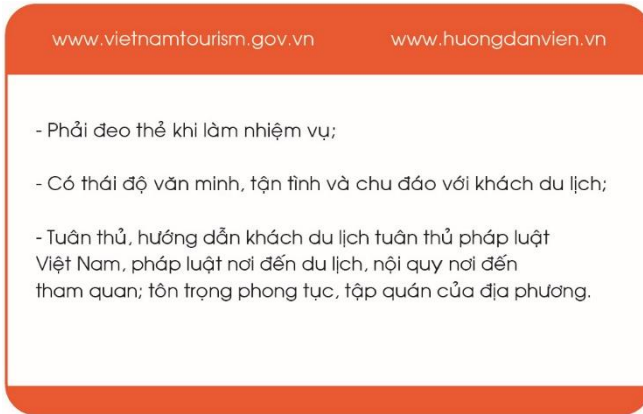 www.vietnamtourism.gov.vn www.huongdanvien.vn
- Phải đeo thẻ khi làm nhiệm vụ;
- Có thái độ văn minh, tận tình và chu đáo với khách du lịch;
- Tuân thủ, hướng dẫn khách du lịch tuân thủ pháp luật
Việt Nam, pháp luật nơi đến du lịch, nội quy nơi đến
tham quan; tôn trọng phong tục, tập quán của địa phương.